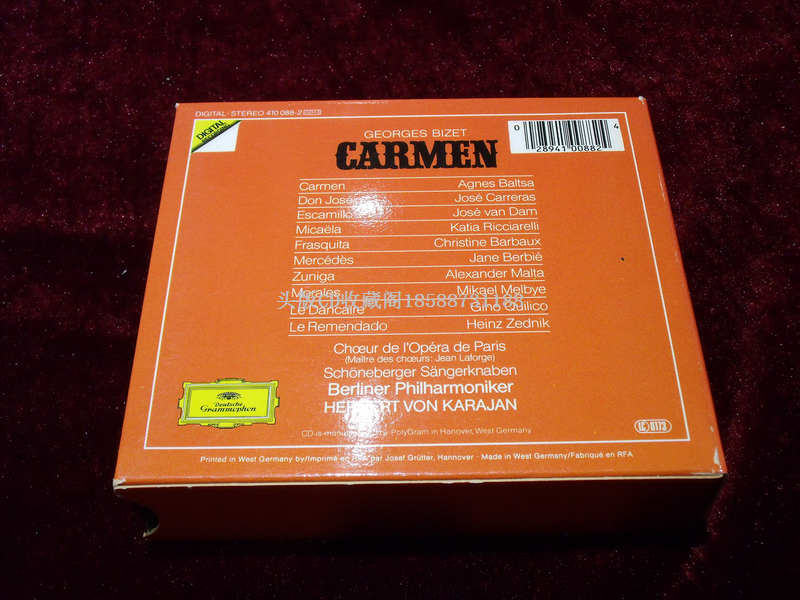 DIGITAL · STEREO 410 088-2
DIGITAL
GEORGES BIZET
CARMEN
0 28941 00882 4
Carmen Agnes Baltsa
Don José José Carreras
Escamillo José van Dam
Micaëla Katia Ricciarelli
Frasquita Christine Barbaux
Mercédès Jane Berbié
Zuniga Alexander Malta
Morales Mikael Melbye
头版CD收藏阁18588731188
Le Dancaïre Gino Quilico
Le Remendado Heinz Zednik
Chœur de l'Opéra de Paris
(Maître des chœurs: Jean Laforge)
Schöneberger Sängerknaben
Berliner Philharmoniker
HERBERT VON KARAJAN
Deutsche
Grammophon
CD is PolyGram in Hanover, West Germany
LC 0173
Printed in West Germany by/Imprimé en RFA par Josef Grütter, Hannover · Made in West Germany/Fabriqué en RFA